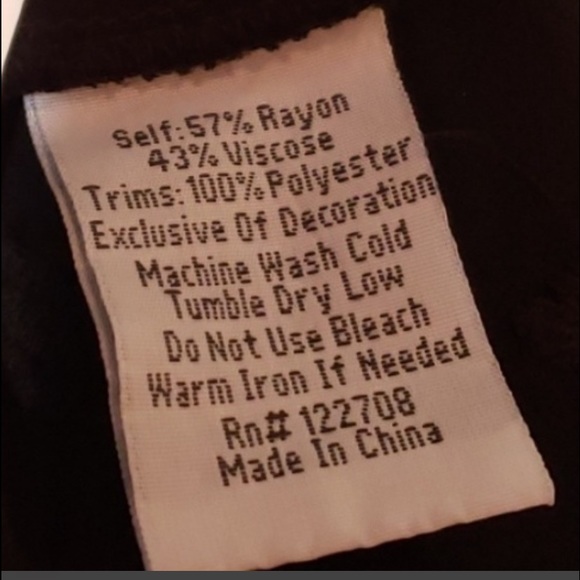 Self:57% Rayon
43% Viscose
Trims:100% Polyester
Exclusive Of Decoration
Machine Wash Cold
Tumble Dry Low
Do Not Use Bleach
Warm Iron If Needed
Rn# 122708
Made In China